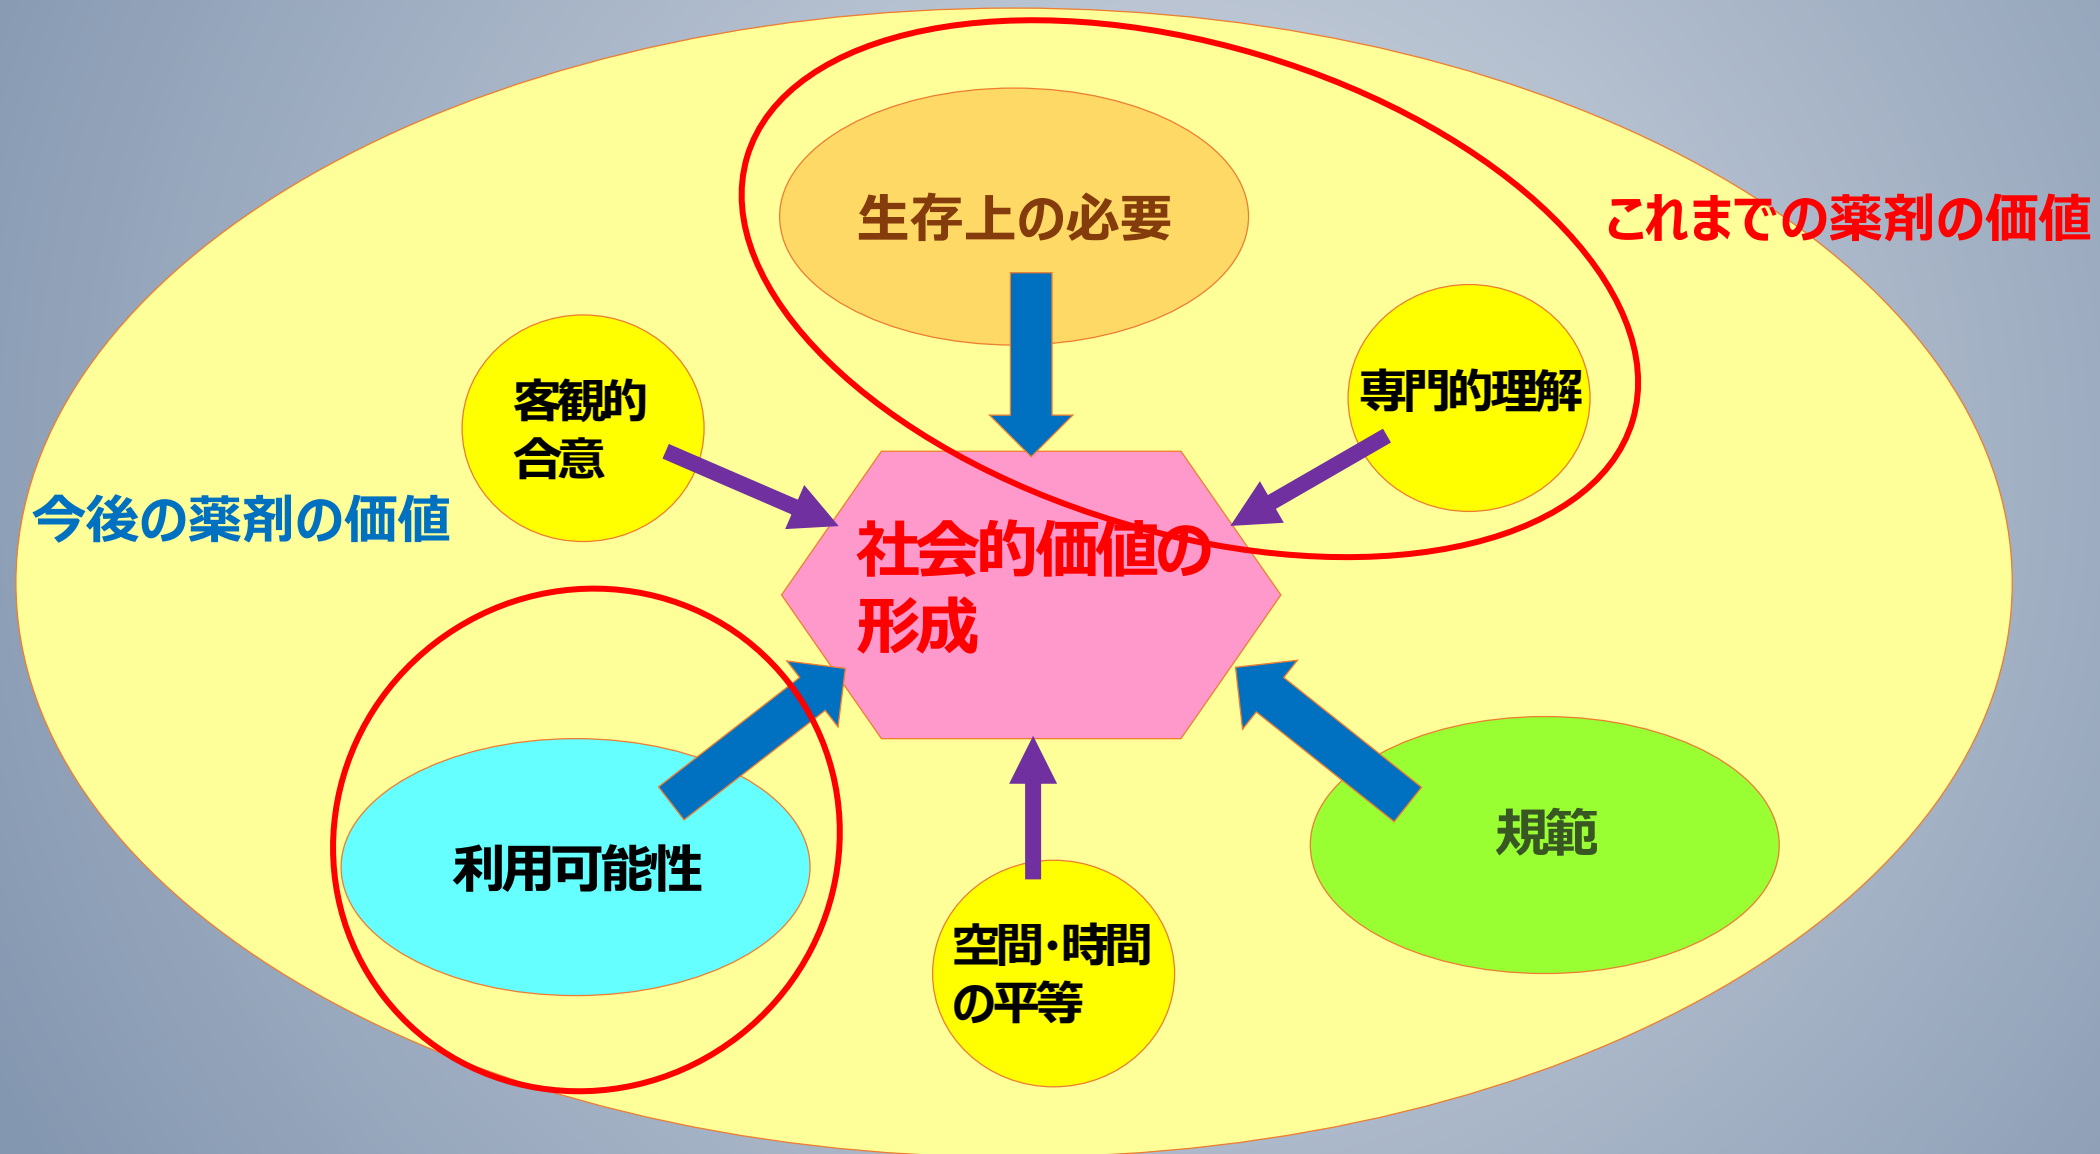 生存上の必要
これまでの薬剤の価値
専門的理解
客観的
合意
今後の薬剤の価値
社会的価値の
形成
利用可能性
規範
空間・時間
の平等